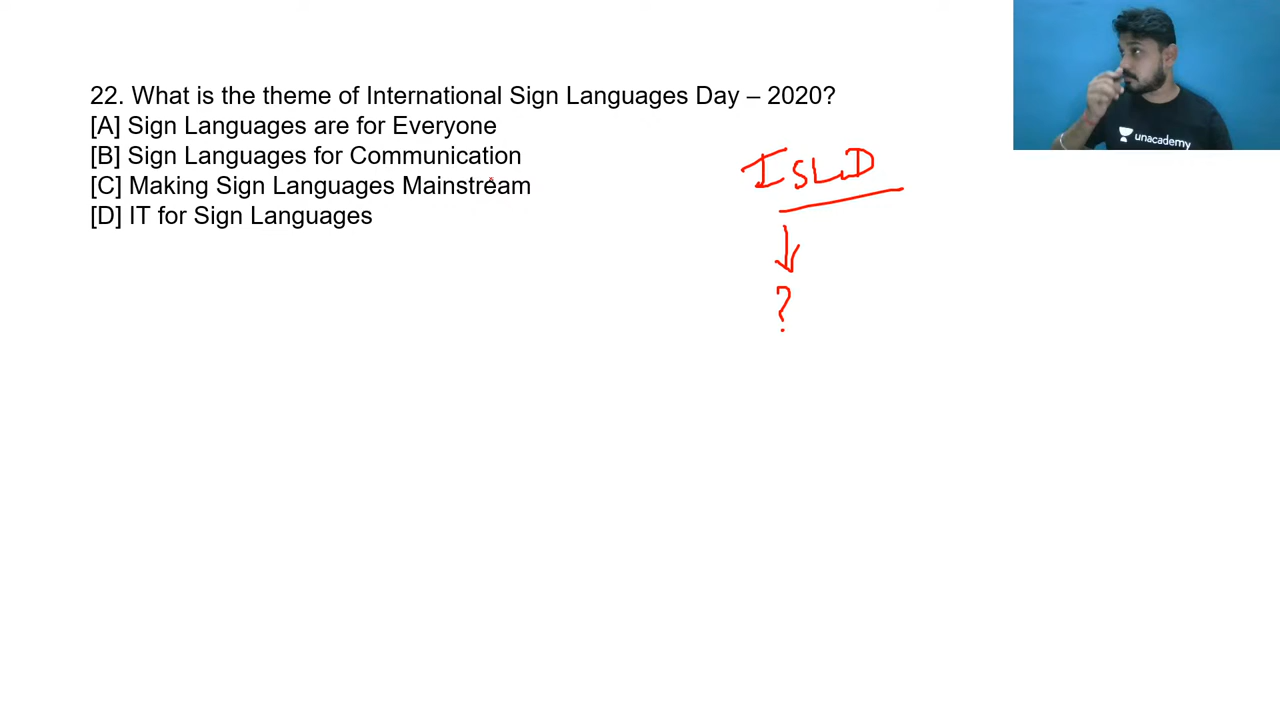 22. What is the theme of International Sign Languages Day – 2020?
[A] Sign Languages are for Everyone
[B] Sign Languages for Communication
[C] Making Sign Languages Mainstream
[D] IT for Sign Languages
ISLD
?
unacademy